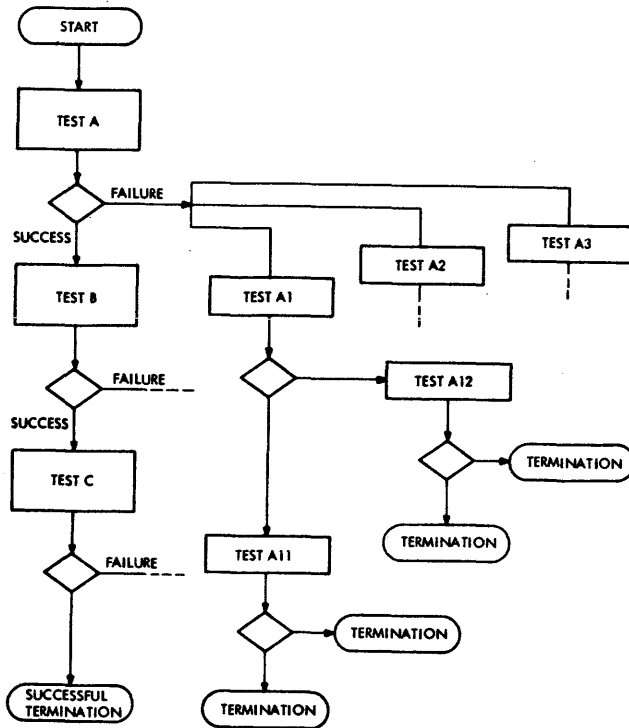 START
TEST A
FAILURE
SUCCESS
TEST A3
TEST A2
TEST B
TEST A1
FAILURE
TEST A12
SUCCESS
TEST C
TERMINATION
TERMINATION
TEST A11
FAILURE
TERMINATION
SUCCESSFUL
TERMINATION
TERMINATION